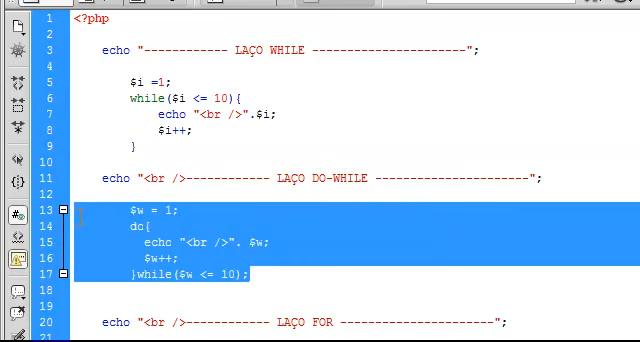 1 <?php
2
3 echo "------------ LAÇO WHILE ----------------------";
4
5 $i =1;
6 while($i <= 10){
7 echo "<br />".$i;
8 $i++;
9 }
10
11 echo "<br />------------ LAÇO DO-WHILE ----------------------";
12
13 $w = 1;
14 do{
15 echo "<br />". $w;
16 $w++;
17 }while($w <= 10);
18
19
20 echo "<br />------------ LAÇO FOR ----------------------";
21